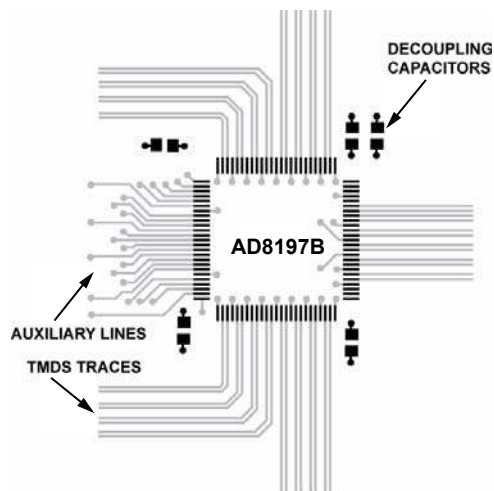 DECOUPLING
CAPACITORS
AD8197B
AUXILIARY LINES
TMDS TRACES